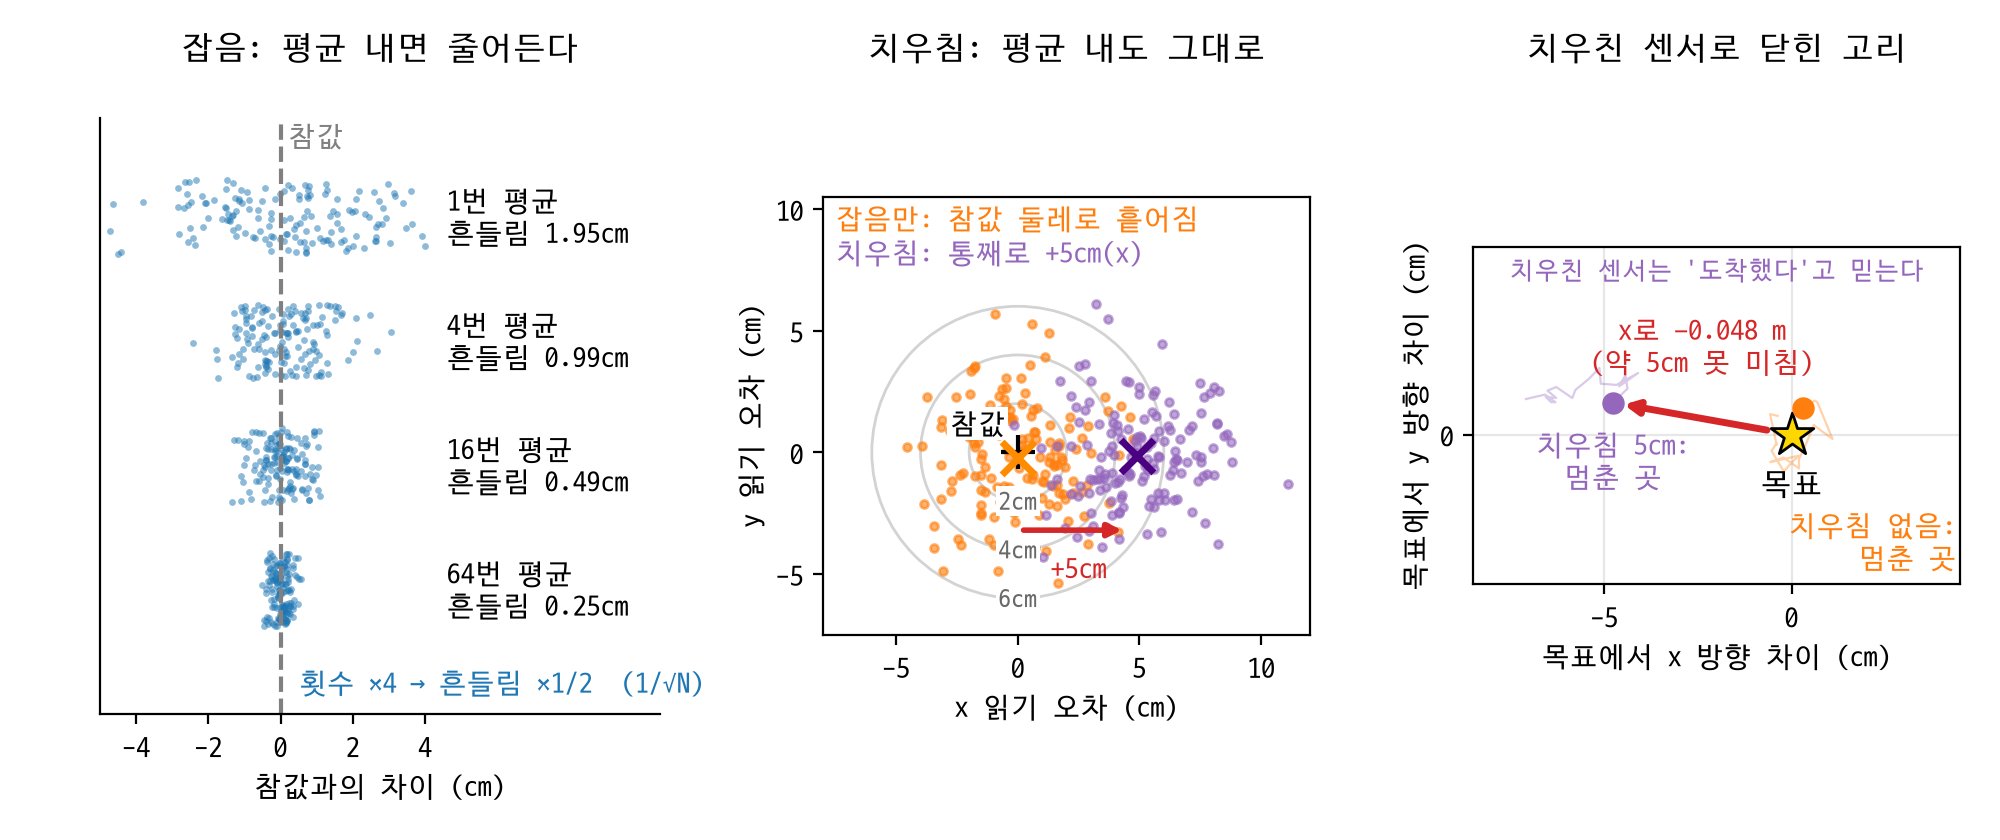 잡음: 평균 내면 줄어든다
참값
1번 평균
흔들림 1.95cm
4번 평균
흔들림 0.99cm
16번 평균
흔들림 0.49cm
64번 평균
흔들림 0.25cm
횟수 ×4 → 흔들림 ×1/2 (1/√N)
−4 −2 0 2 4
참값과의 차이 (cm)
치우침: 평균 내도 그대로
잡음만: 참값 둘레로 흩어짐
치우침: 통째로 +5cm(x)
참값
2cm
4cm
+5cm
6cm
10
5
0
−5
y 읽기 오차 (cm)
−5 0 5 10
x 읽기 오차 (cm)
치우친 센서로 닫힌 고리
치우친 센서는 '도착했다'고 믿는다
x로 −0.048 m
(약 5cm 못 미침)
치우침 5cm:
멈춘 곳
목표
치우침 없음:
멈춘 곳
0
목표에서 y 방향 차이 (cm)
−5 0
목표에서 x 방향 차이 (cm)